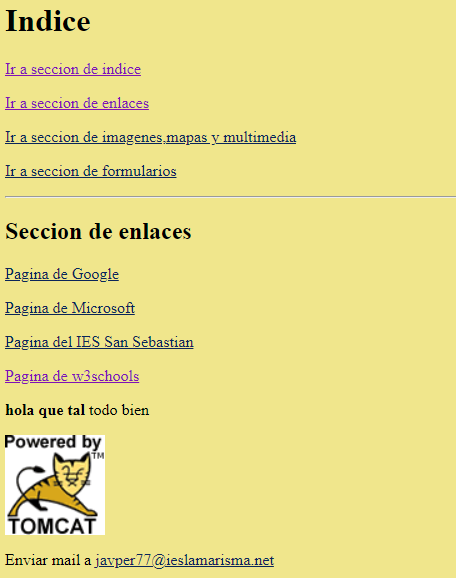 Indice
Ir a seccion de indice
Ir a seccion de enlaces
Ir a seccion de imagenes,mapas y multimedia
Ir a seccion de formularios
Seccion de enlaces
Pagina de Google
Pagina de Microsoft
Pagina del IES San Sebastian
Pagina de w3schools
hola que tal todo bien
Powered by
TM
TOMCAT
Enviar mail a javper77@ieslamarisma.net